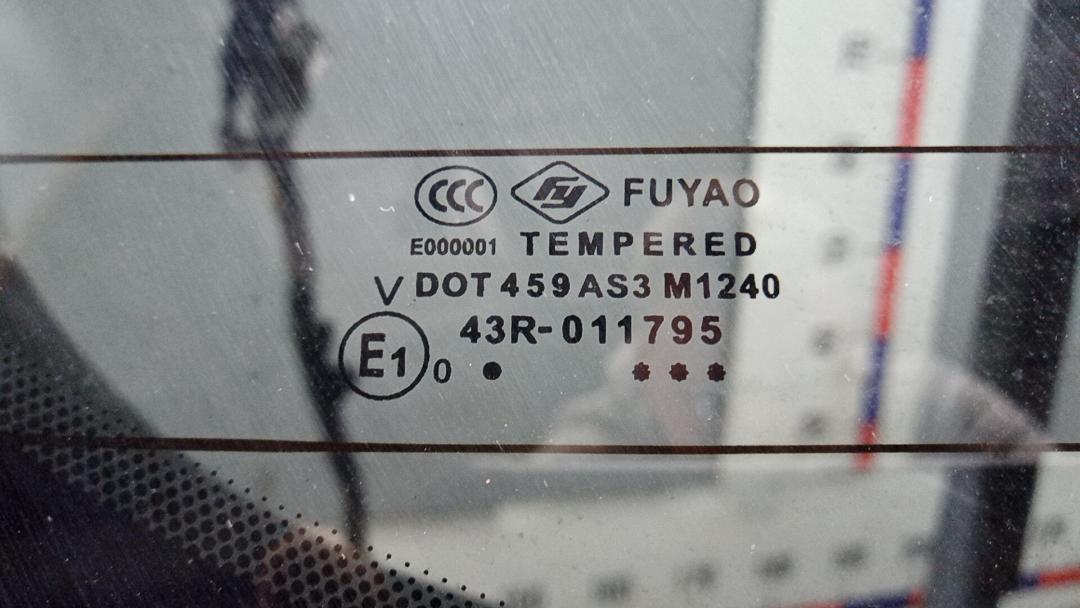 CCC FY FUYAO
E000001 TEMPERED
V DOT 459 AS3 M1240
43R-011795
E1 0